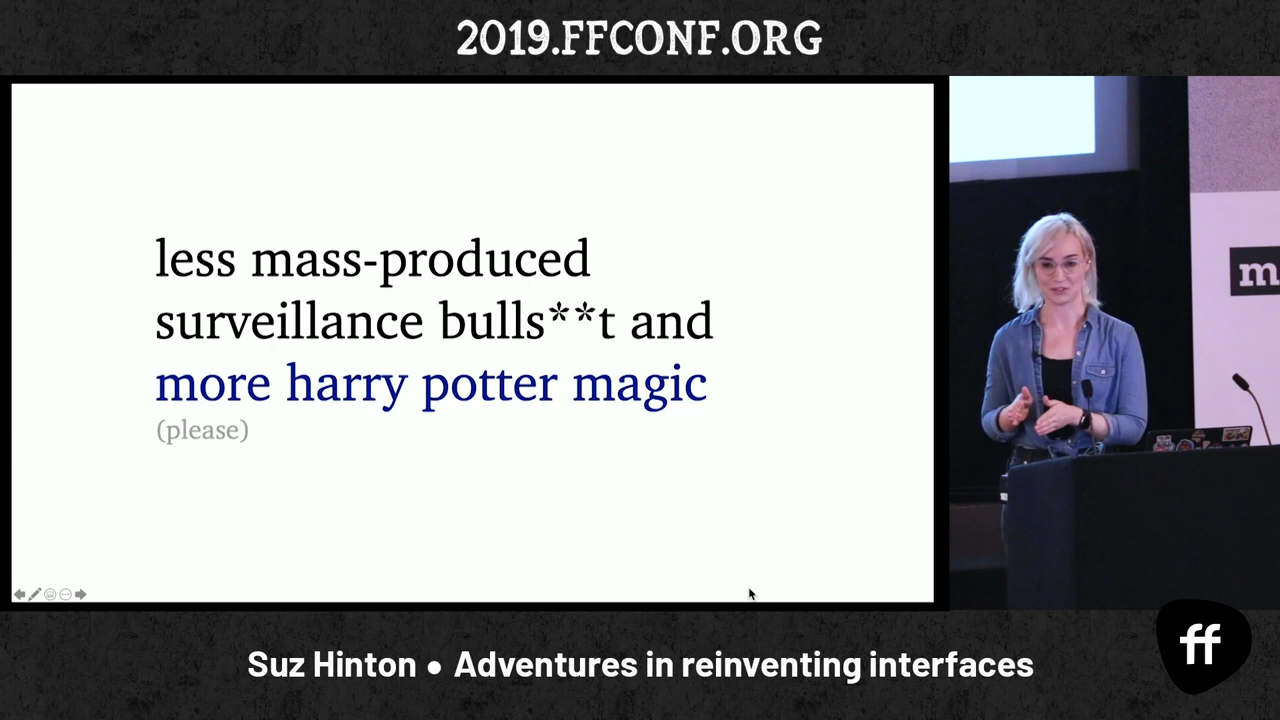 2019.FFCONF.ORG
less mass-produced
surveillance bulls**t and
more harry potter magic
(please)
m
Suz Hinton • Adventures in reinventing interfaces
ff